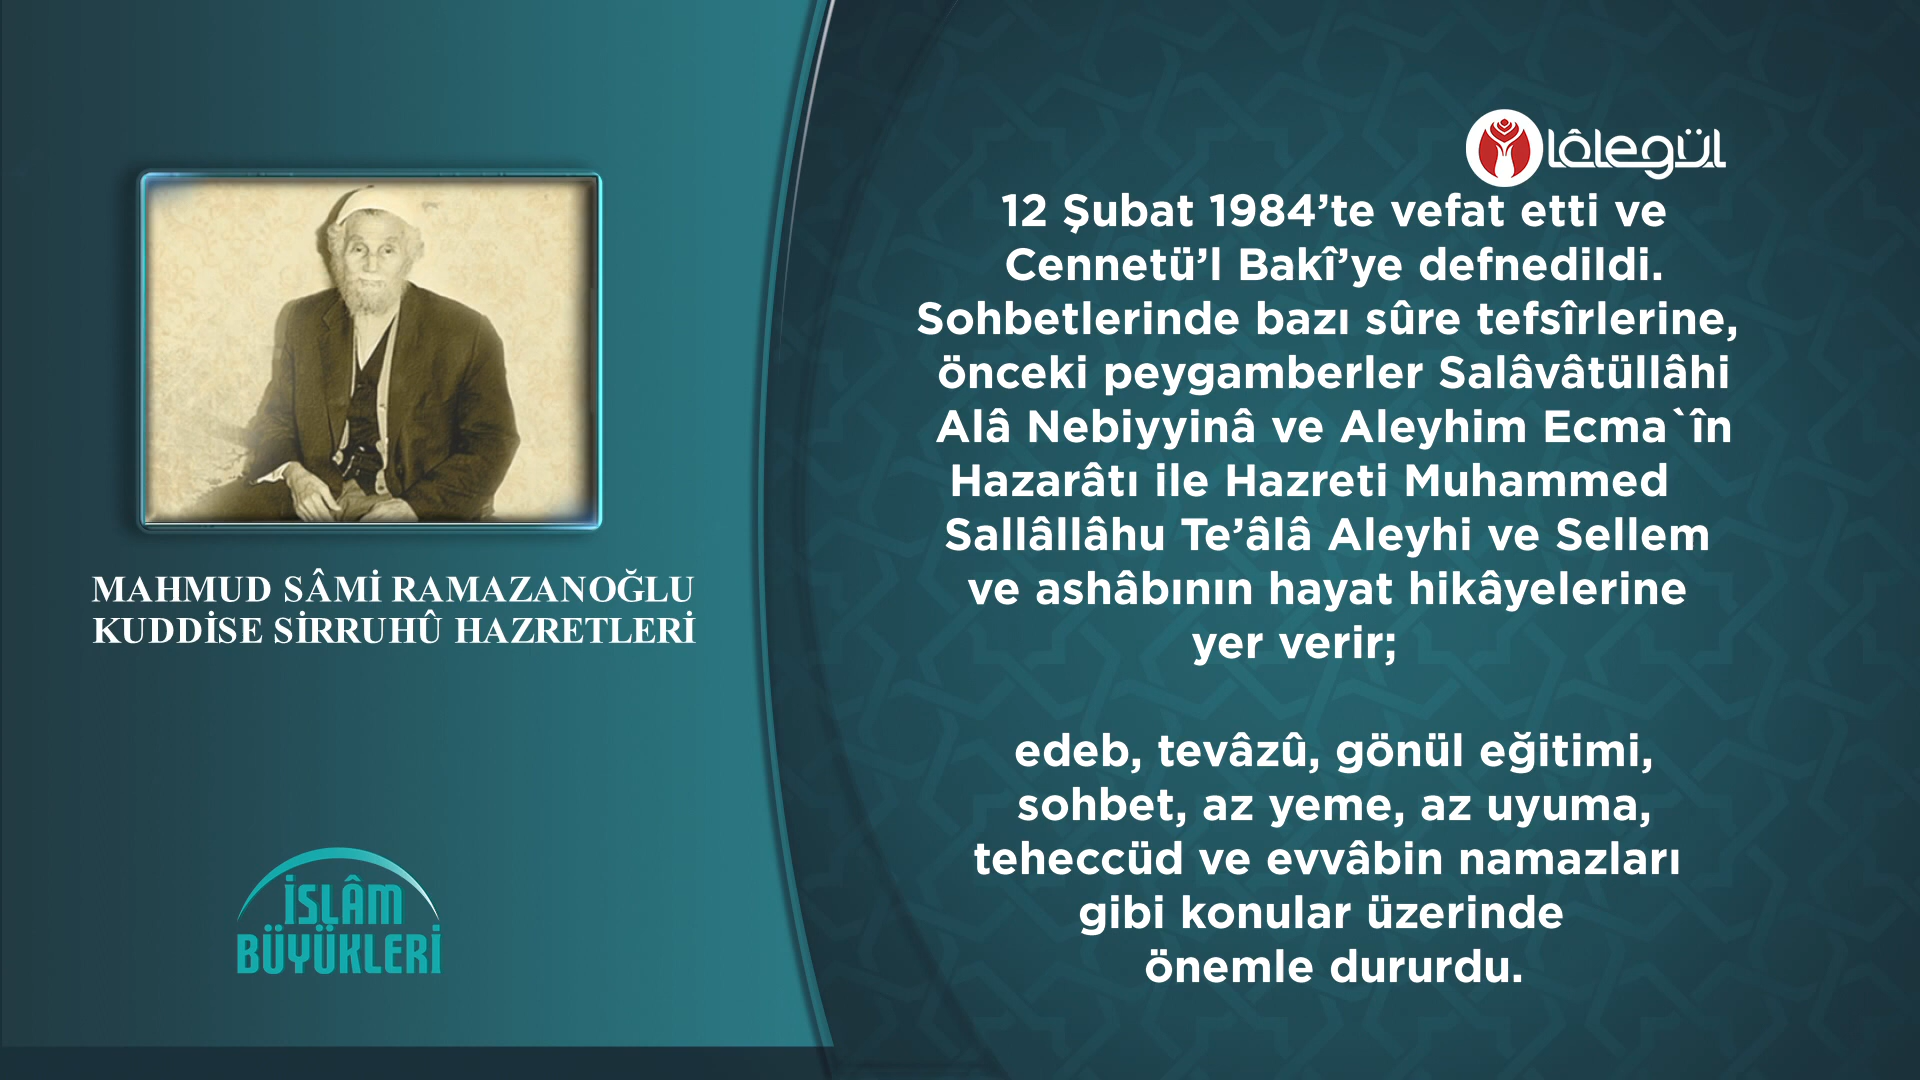 MAHMUD SÂMİ RAMAZANOĞLU
KUDDİSE SİRRUHÛ HAZRETLERİ
İSLÂM
BÜYÜKLERİ
lâlegül
12 Şubat 1984’te vefat etti ve
Cennetü’l Bakî’ye defnedildi.
Sohbetlerinde bazı sûre tefsîrlerine,
önceki peygamberler Salâvâtüllâhi
Alâ Nebiyyinâ ve Aleyhim Ecma`în
Hazarâtı ile Hazreti Muhammed
Sallâllâhu Te’âlâ Aleyhi ve Sellem
ve ashâbının hayat hikâyelerine
yer verir;
edeb, tevâzû, gönül eğitimi,
sohbet, az yeme, az uyuma,
teheccüd ve evvâbin namazları
gibi konular üzerinde
önemle dururdu.